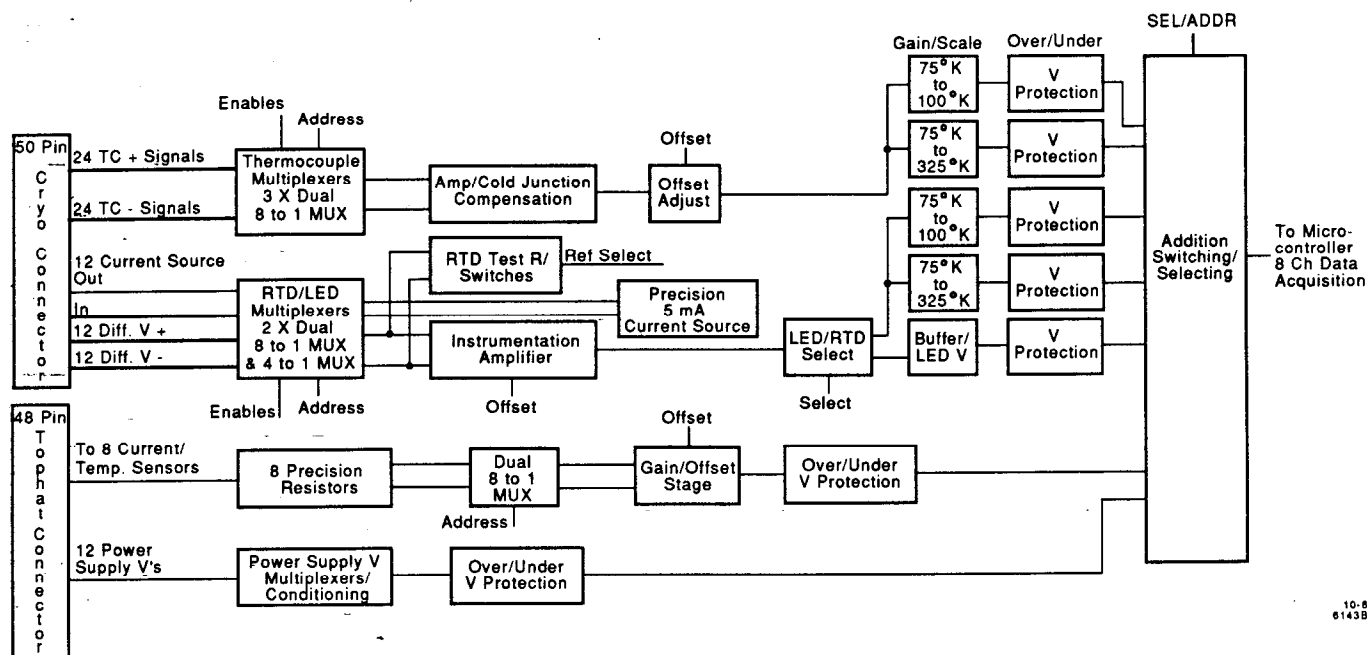 SEL/ADDR
Gain/Scale
Over/Under
75°K
to
100°K
V
Protection
Enables
Address
50 Pin
Cryo Connector
24 TC + Signals
24 TC - Signals
Thermocouple
Multiplexers
3 X Dual
8 to 1 MUX
Amp/Cold Junction
Compensation
Offset
Offset
Adjust
75°K
to
325°K
V
Protection
12 Current Source
Out
In
12 Diff. V +
12 Diff. V -
RTD/LED
Multiplexers
2 X Dual
8 to 1 MUX
& 4 to 1 MUX
Enables
Address
RTD Test R/
Switches
Ref Select
Precision
5 mA
Current Source
Instrumentation
Amplifier
Offset
LED/RTD
Select
Select
75°K
to
100°K
V
Protection
75°K
to
325°K
V
Protection
Buffer/
LED V
V
Protection
Addition
Switching/
Selecting
To Micro-
controller
8 Ch Data
Acquisition
48 Pin
Tophat Connector
To 8 Current/
Temp. Sensors
8 Precision
Resistors
Dual
8 to 1
MUX
Address
Offset
Gain/Offset
Stage
Over/Under
V Protection
12 Power
Supply V's
Power Supply V
Multiplexers/
Conditioning
Over/Under
V Protection
10-8
6143B